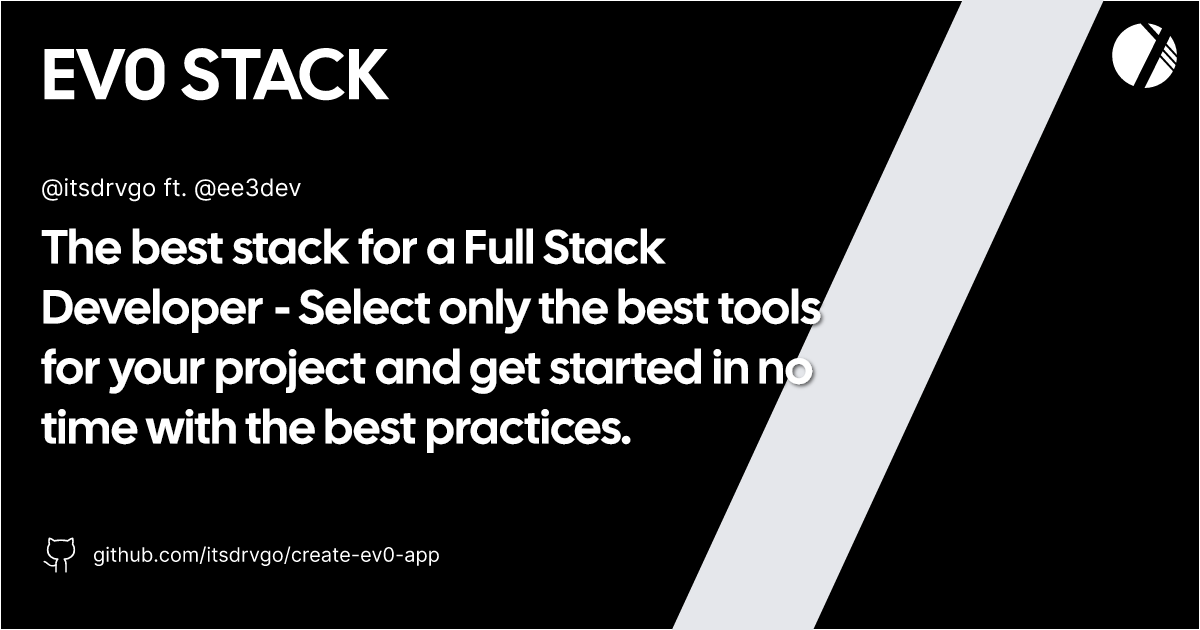 EV0 STACK
@itsdrvgo ft. @ee3dev
The best stack for a Full Stack
Developer - Select only the best tools
for your project and get started in no
time with the best practices.
github.com/itsdrvgo/create-ev0-app